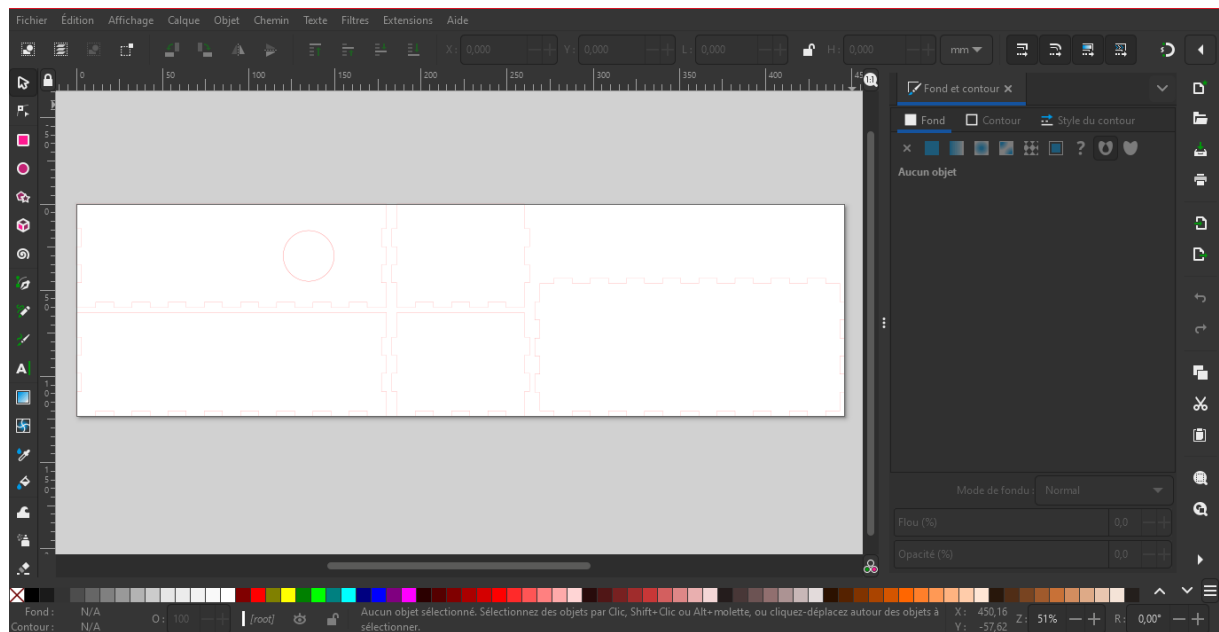 Fichier Édition Affichage Calque Objet Chemin Texte Filtres Extensions Aide
X: 0,000 Y: 0,000 L: 0,000 H: 0,000 mm
0 50 100 150 200 250 300 350 400 45 1:1
Fond et contour
Fond Contour Style du contour
?
Aucun objet
A
Mode de fondu : Normal
Flou (%) 0,0
Opacité (%) 0,0
Fond : N/A
Contour : N/A
O: 100
[root]
Aucun objet sélectionné. Sélectionnez des objets par Clic, Shift+Clic ou Alt+molette, ou cliquez-déplacez autour des objets à
sélectionner.
X: 450,16
Y: -57,62
Z: 51%
R: 0,00°